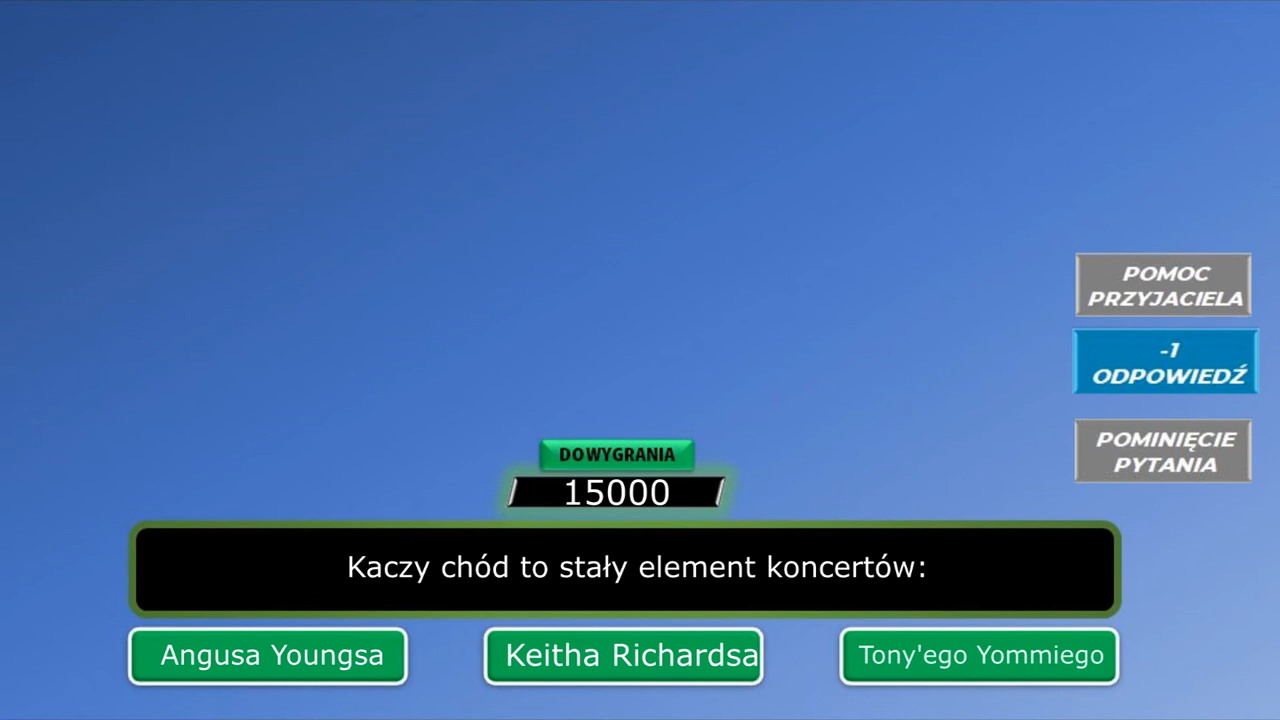 POMOC
PRZYJACIELA
-1
ODPOWIEDŹ
POMINIĘCIE
PYTANIA
DOWYGRANIA
15000
Kaczy chód to stały element koncertów:
Angusa Youngsa
Keitha Richardsa
Tony'ego Yommiego